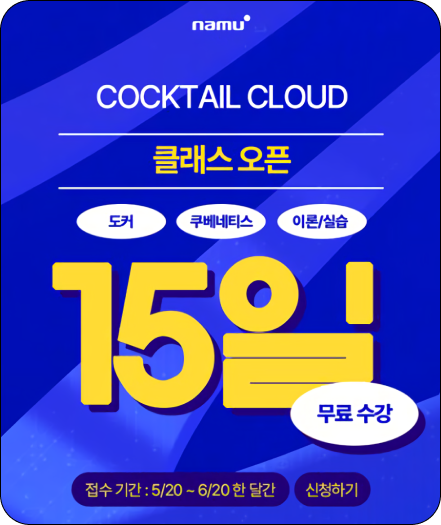 namu
COCKTAIL CLOUD
클래스 오픈
도커 쿠베네티스 이론/실습
15일
무료 수강
접수 기간 : 5/20 ~ 6/20 한 달간 신청하기